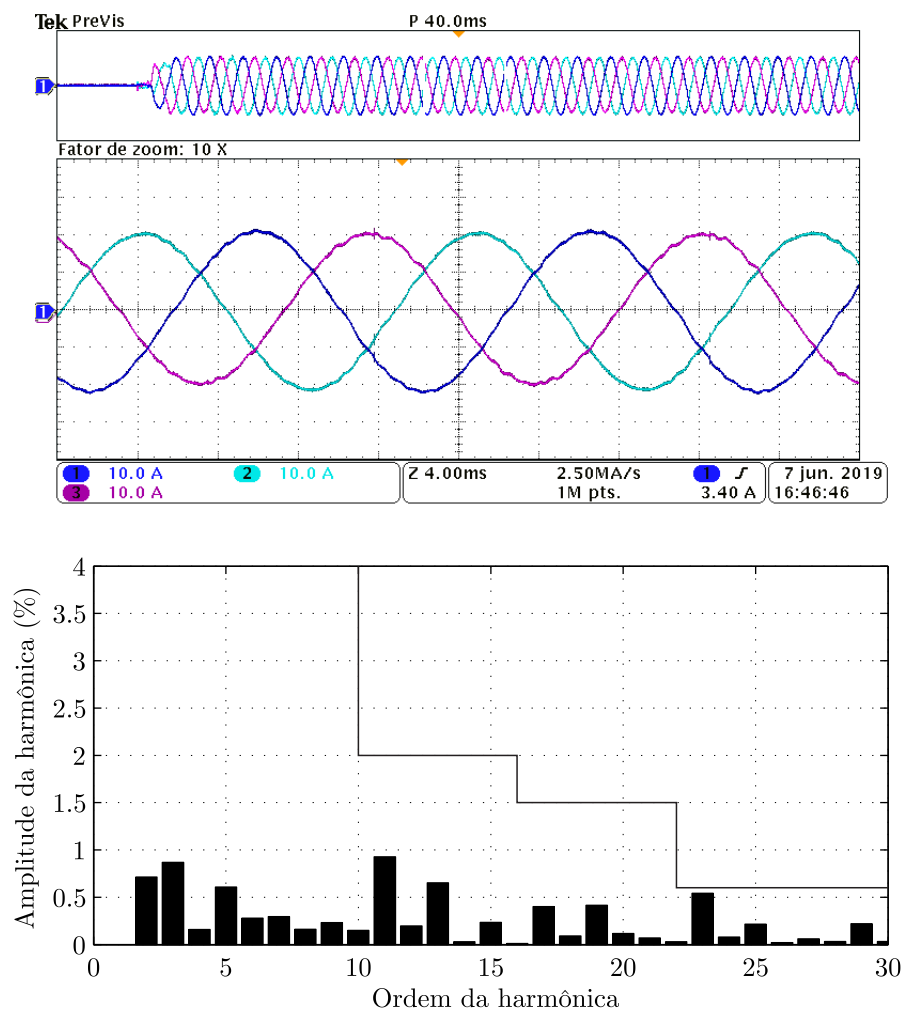 Tek PreVis P 40.0ms
1
Fator de zoom: 10 X
1
1 10.0 A 2 10.0 A Z 4.00ms 2.50MA/s 1 7 jun. 2019
3 10.0 A 1M pts. 3.40 A 16:46:46
4
3.5
3
2.5
2
1.5
1
0.5
0
Amplitude da harmônica (%)
0 5 10 15 20 25 30
Ordem da harmônica